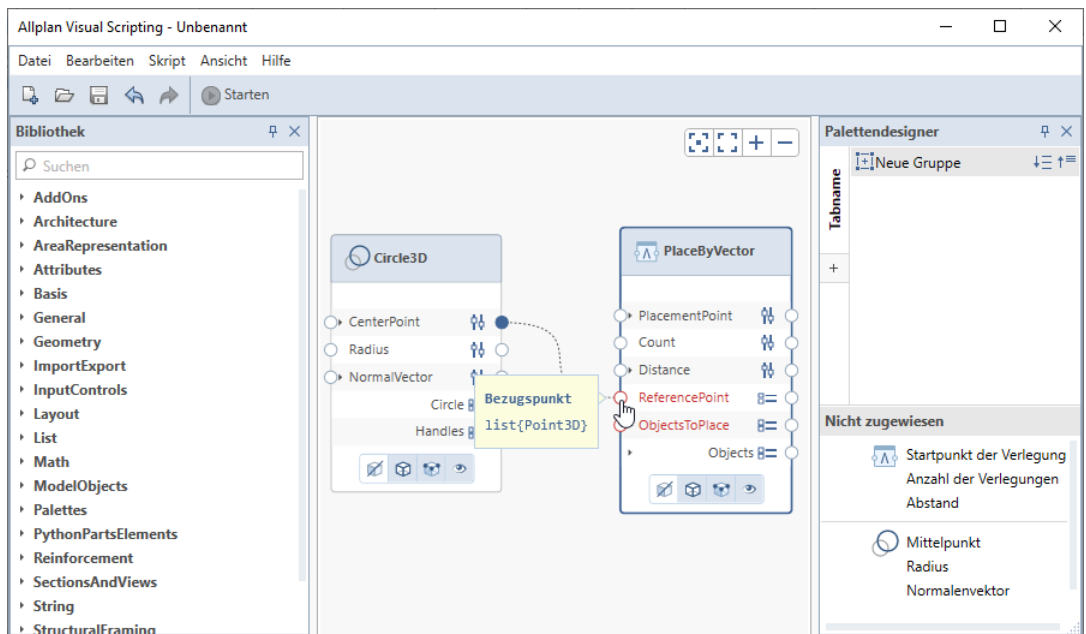 Allplan Visual Scripting - Unbenannt
Datei Bearbeiten Skript Ansicht Hilfe
Starten
Bibliothek
Suchen
AddOns
Architecture
AreaRepresentation
Attributes
Basis
General
Geometry
ImportExport
InputControls
Layout
List
Math
ModelObjects
Palettes
PythonPartsElements
Reinforcement
SectionsAndViews
String
StructuralFraming
Circle3D
CenterPoint
Radius
NormalVector
Circle
Handles
Bezugspunkt
list{Point3D}
PlaceByVector
PlacementPoint
Count
Distance
ReferencePoint
ObjectsToPlace
Objects
Palettendesigner
Tabname
+
Neue Gruppe
Nicht zugewiesen
Startpunkt der Verlegung
Anzahl der Verlegungen
Abstand
Mittelpunkt
Radius
Normalenvektor